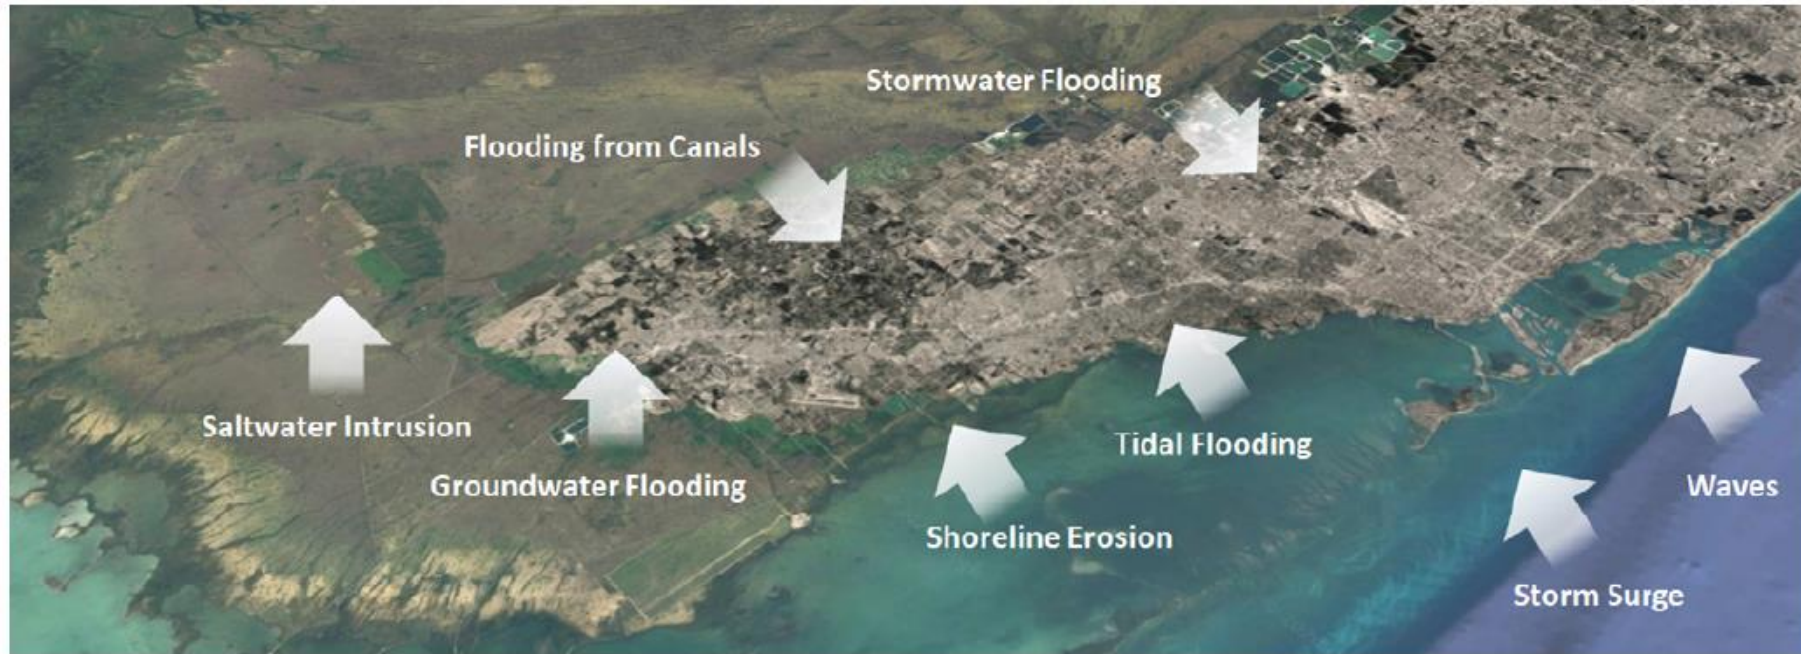 Stormwater Flooding
Flooding from Canals
Saltwater Intrusion
Tidal Flooding
Groundwater Flooding
Waves
Shoreline Erosion
Storm Surge